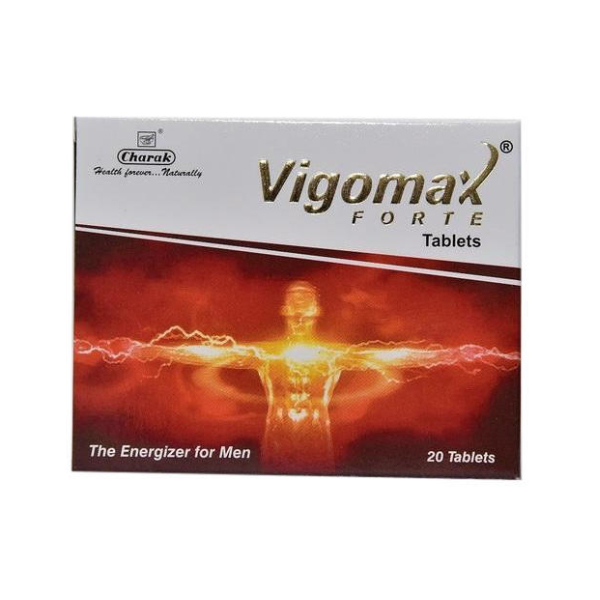 Charak ®
Health forever... Naturally
Vigomax ®
FORTE
Tablets
The Energizer for Men
20 Tablets